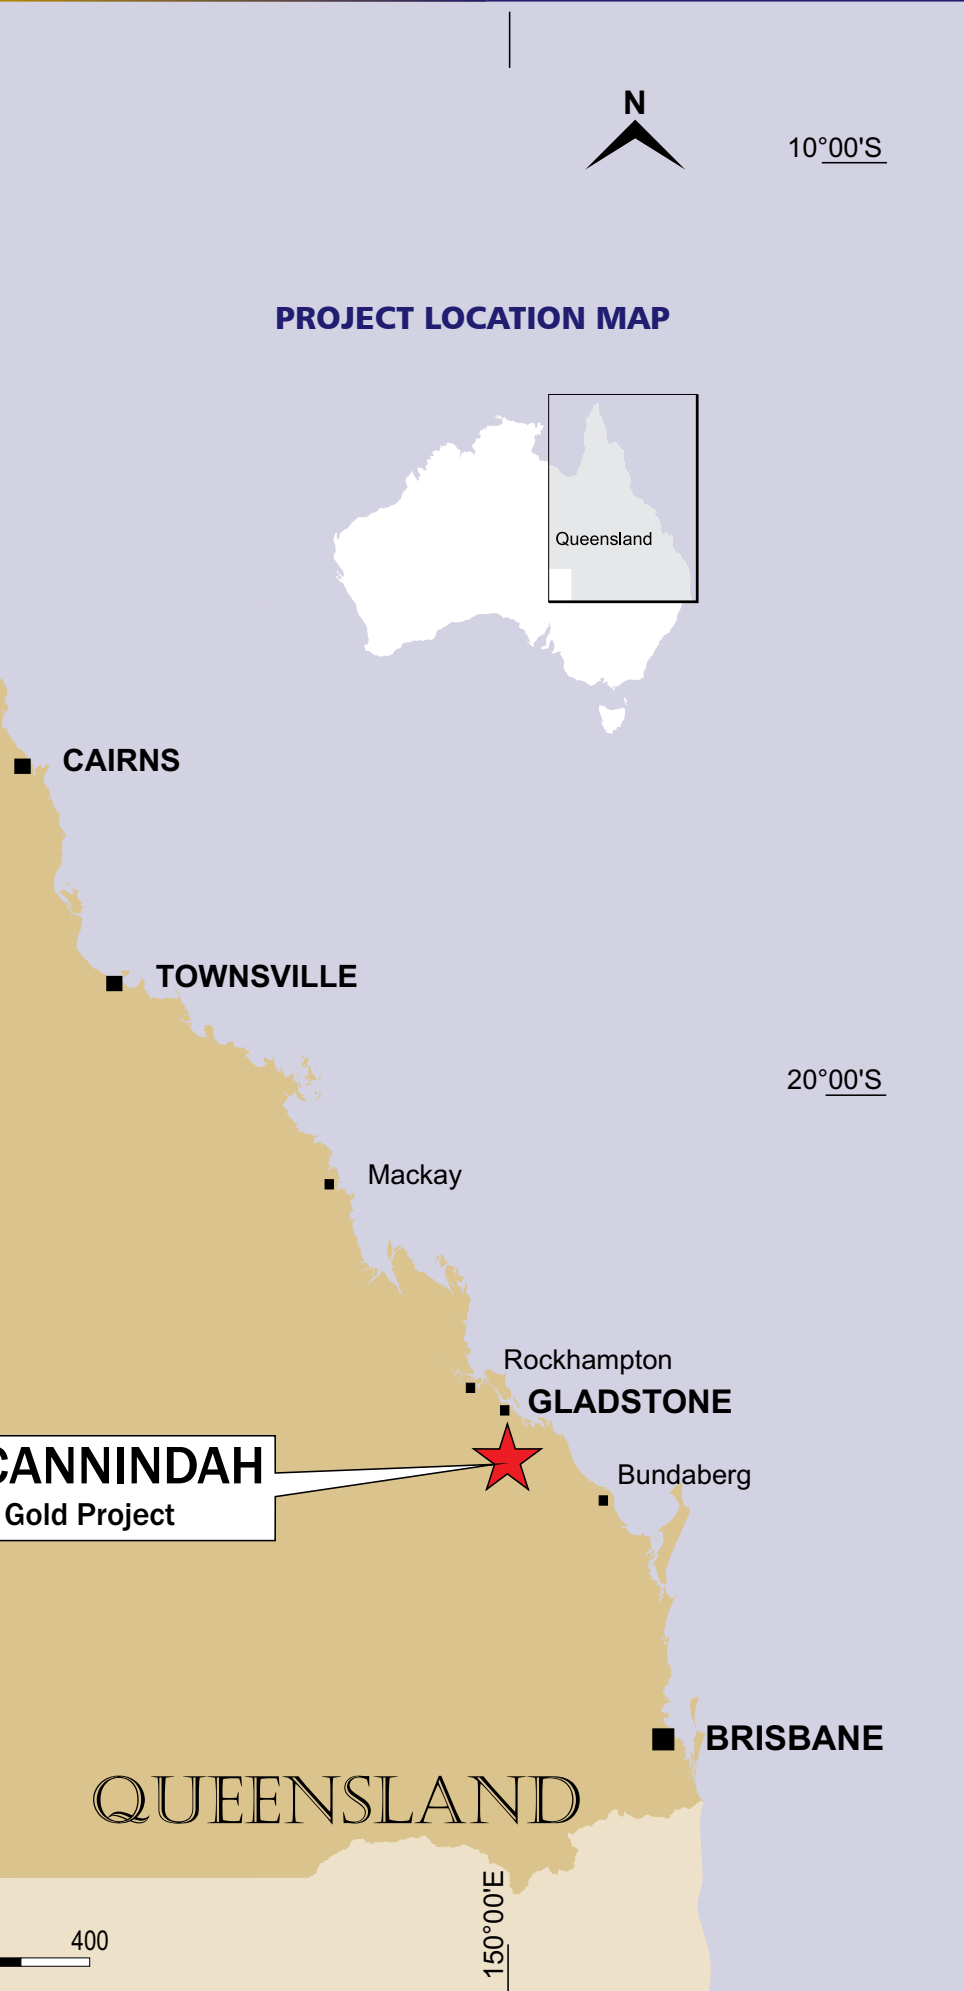 N
10°00'S
PROJECT LOCATION MAP
Queensland
CAIRNS
TOWNSVILLE
20°00'S
Mackay
Rockhampton
GLADSTONE
CANNINDAH
Gold Project
Bundaberg
BRISBANE
QUEENSLAND
150°00'E
400